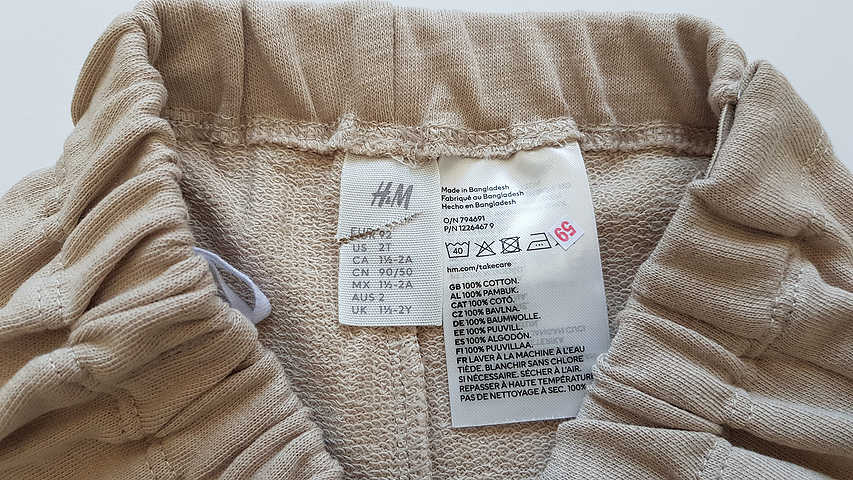 H&M
EUR 92
US 2T
CA 1½-2A
CN 90/50
MX 1½-2A
AUS 2
UK 1½-2Y
Made in Bangladesh
Fabriqué au Bangladesh
Hecho en Bangladesh
O/N 794691
P/N 12264679
40
59
hm.com/takecare
GB 100% COTTON.
AL 100% PAMBUK.
CAT 100% COTÓ.
CZ 100% BAVLNA.
DE 100% BAUMWOLLE.
EE 100% PUUVILL.
ES 100% ALGODÓN.
FI 100% PUUVILLAA.
FR LAVER À LA MACHINE À L'EAU
TIÈDE. BLANCHIR SANS CHLORE
SI NÉCESSAIRE. SÉCHER À L'AIR.
REPASSER À HAUTE TEMPÉRATURE
PAS DE NETTOYAGE À SEC. 100%